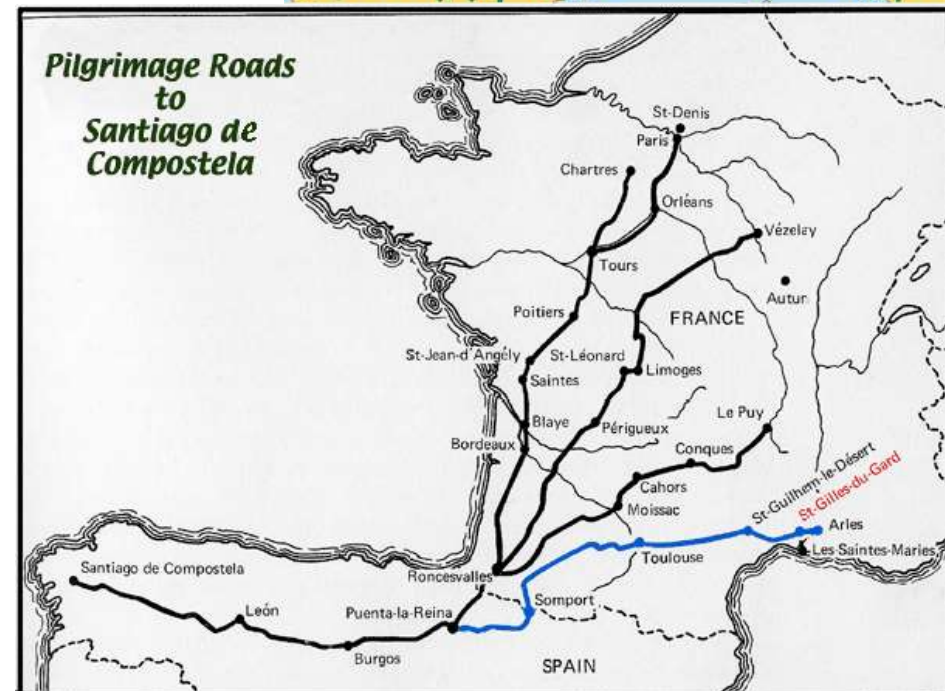 Pilgrimage Roads
to
Santiago de
Compostela
St-Denis
Paris
Chartres
Orléans
Vézelay
Tours
Autun
Poitiers
FRANCE
St-Jean-d'Angély
St-Léonard
Limoges
Saintes
Le Puy
Blaye
Périgueux
Bordeaux
Conques
St-Guilhem-le-Désert
St-Gilles-du-Gard
Cahors
Moissac
Arles
Toulouse
Les-Saintes-Maries
Roncesvalles
Santiago de Compostela
Somport
León
Puenta-la-Reina
Burgos
SPAIN